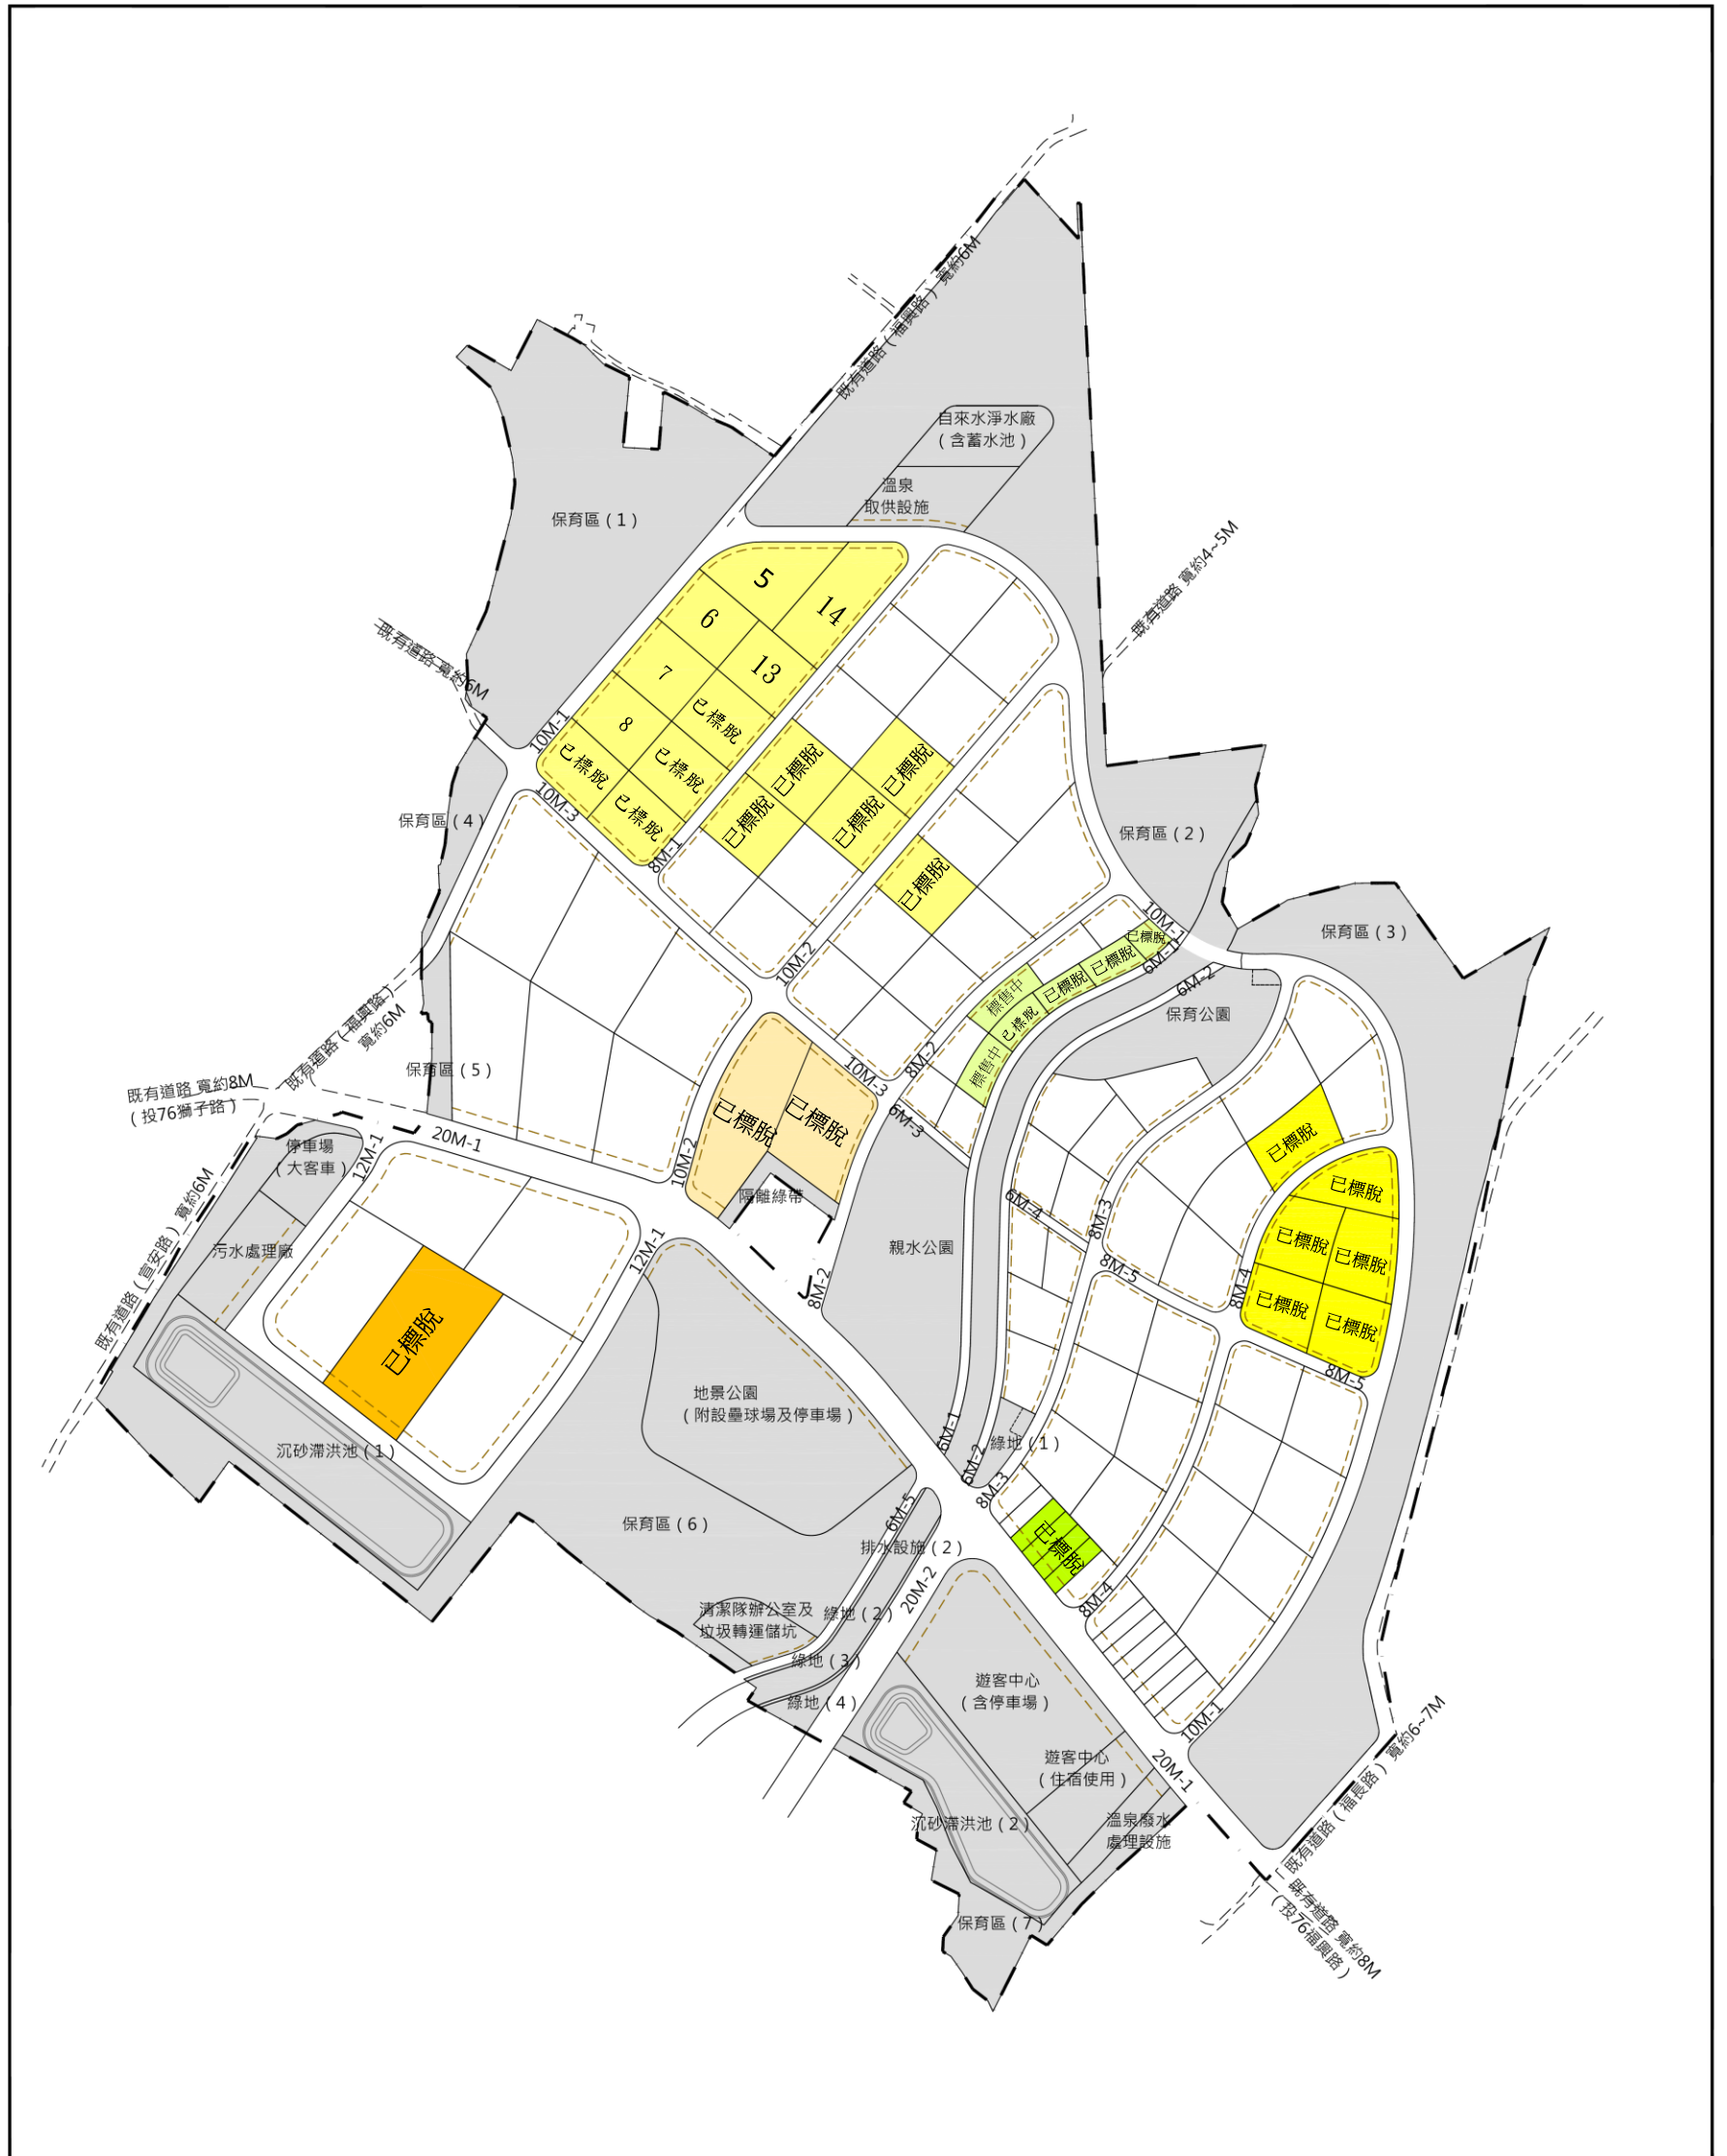 既有道路（福興路）寬約6M
自來水淨水廠
（含蓄水池）
溫泉
取供設施
保育區（1）
既有道路 寬約4~5M
既有道路 寬約6M
5
14
6
13
7
已標脫
8
已標脫
已標脫
已標脫
10M-1
10M-3
8M-1
已標脫
已標脫
已標脫
已標脫
已標脫
保育區（4）
保育區（2）
保育區（3）
10M-1
已標脫
6M-1
已標脫
已標脫
標售中
已標脫
標售中
6M-2
保育公園
10M-2
8M-2
10M-3
6M-3
既有道路（福興路）
寬約6M
保育區（5）
既有道路 寬約8M
（投76獅子路）
20M-1
停車場
（大客車）
12M-1
已標脫
已標脫
10M-2
隔離綠帶
已標脫
已標脫
已標脫
已標脫
已標脫
已標脫
6M-4
8M-3
8M-5
8M-4
8M-5
親水公園
8M-2
12M-1
污水處理廠
既有道路（宣安路）寬約6M
已標脫
沉砂滯洪池（1）
地景公園
（附設壘球場及停車場）
6M-1
6M-2
綠地（1）
8M-3
保育區（6）
6M-5
排水設施（2）
已標脫
8M-4
20M-2
清潔隊辦公室及
垃圾轉運儲坑
綠地（2）
綠地（3）
綠地（4）
遊客中心
（含停車場）
10M-1
遊客中心
（住宿使用）
20M-1
沉砂滯洪池（2）
溫泉廢水
處理設施
既有道路（福長路）寬約6~7M
既有道路 寬約8M
（投76福興路）
保育區（7）